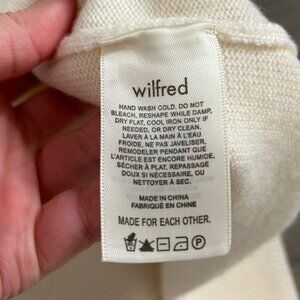 wilfred
HAND WASH COLD, DO NOT
BLEACH, RESHAPE WHILE DAMP,
DRY FLAT, COOL IRON ONLY IF
NEEDED, OR DRY CLEAN.
LAVER À LA MAIN À L'EAU
FROIDE, NE PAS JAVELISER,
REMODELER PENDANT QUE
L'ARTICLE EST ENCORE HUMIDE,
SÉCHER À PLAT, REPASSAGE
DOUX SI NÉCESSAIRE, OU
NETTOYER À SEC.
MADE IN CHINA
FABRIQUÉ EN CHINE
MADE FOR EACH OTHER.
P